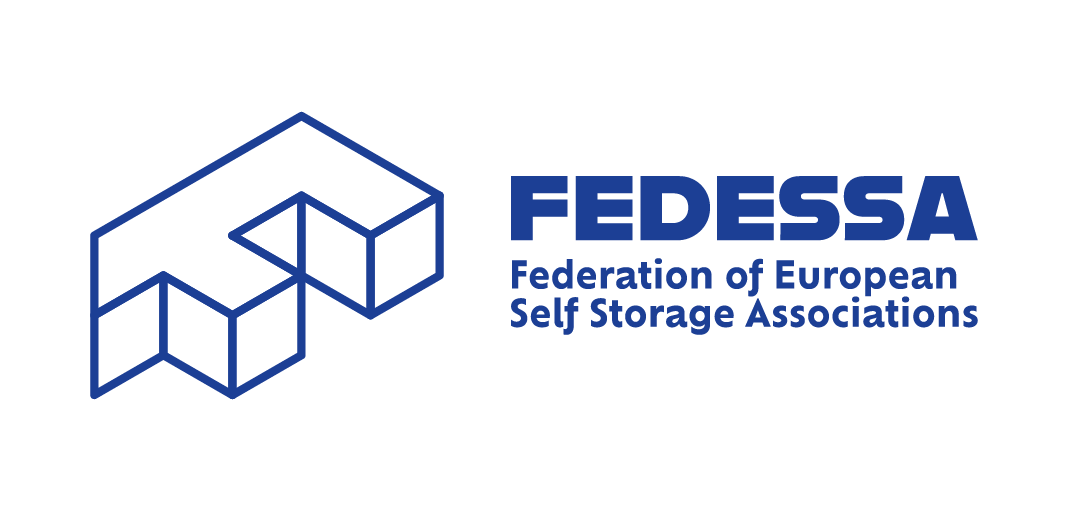 FEDESSA
Federation of European
Self Storage Associations